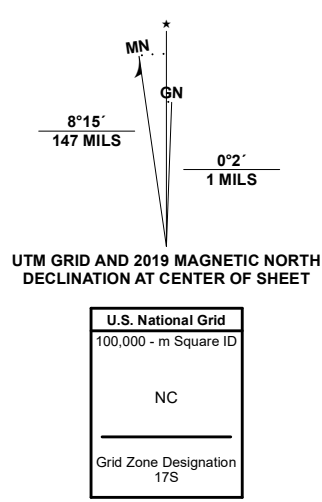 ★
MN
GN
8°15´
147 MILS
0°2´
1 MILS
UTM GRID AND 2019 MAGNETIC NORTH
DECLINATION AT CENTER OF SHEET
U.S. National Grid
100,000 - m Square ID
NC
Grid Zone Designation
17S